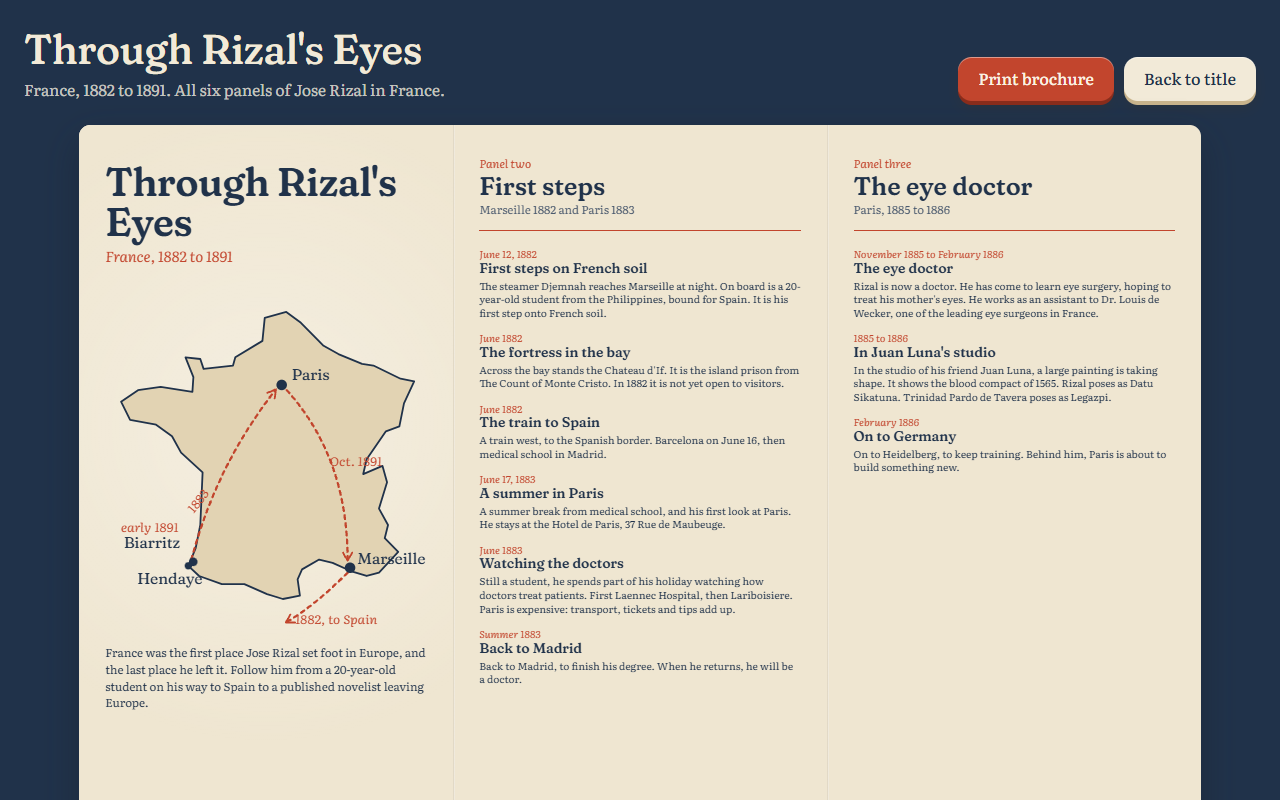 Through Rizal's Eyes
France, 1882 to 1891. All six panels of Jose Rizal in France.
Print brochure
Back to title
Through Rizal's
Eyes
France, 1882 to 1891
Paris
Oct. 1891
1883
early 1891
Biarritz
Hendaye
Marseille
1882, to Spain
France was the first place Jose Rizal set foot in Europe, and
the last place he left it. Follow him from a 20-year-old
student on his way to Spain to a published novelist leaving
Europe.
Panel two
First steps
Marseille 1882 and Paris 1883
June 12, 1882
First steps on French soil
The steamer Djemnah reaches Marseille at night. On board is a 20-
year-old student from the Philippines, bound for Spain. It is his
first step onto French soil.
June 1882
The fortress in the bay
Across the bay stands the Chateau d'If. It is the island prison from
The Count of Monte Cristo. In 1882 it is not yet open to visitors.
June 1882
The train to Spain
A train west, to the Spanish border. Barcelona on June 16, then
medical school in Madrid.
June 17, 1883
A summer in Paris
A summer break from medical school, and his first look at Paris.
He stays at the Hotel de Paris, 37 Rue de Maubeuge.
June 1883
Watching the doctors
Still a student, he spends part of his holiday watching how
doctors treat patients. First Laennec Hospital, then Lariboisiere.
Paris is expensive: transport, tickets and tips add up.
Summer 1883
Back to Madrid
Back to Madrid, to finish his degree. When he returns, he will be
a doctor.
Panel three
The eye doctor
Paris, 1885 to 1886
November 1885 to February 1886
The eye doctor
Rizal is now a doctor. He has come to learn eye surgery, hoping to
treat his mother's eyes. He works as an assistant to Dr. Louis de
Wecker, one of the leading eye surgeons in France.
1885 to 1886
In Juan Luna's studio
In the studio of his friend Juan Luna, a large painting is taking
shape. It shows the blood compact of 1565. Rizal poses as Datu
Sikatuna. Trinidad Pardo de Tavera poses as Legazpi.
February 1886
On to Germany
On to Heidelberg, to keep training. Behind him, Paris is about to
build something new.